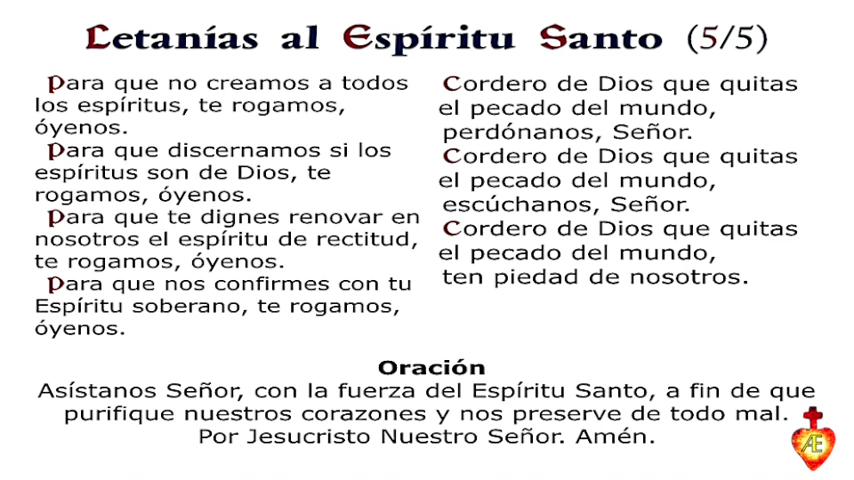 Letanías al Espíritu Santo (5/5)
Para que no creamos a todos
los espíritus, te rogamos,
óyenos.
Para que discernamos si los
espíritus son de Dios, te
rogamos, óyenos.
Para que te dignes renovar en
nosotros el espíritu de rectitud,
te rogamos, óyenos.
Para que nos confirmes con tu
Espíritu soberano, te rogamos,
óyenos.
Cordero de Dios que quitas
el pecado del mundo,
perdónanos, Señor.
Cordero de Dios que quitas
el pecado del mundo,
escúchanos, Señor.
Cordero de Dios que quitas
el pecado del mundo,
ten piedad de nosotros.
Oración
Asístanos Señor, con la fuerza del Espíritu Santo, a fin de que
purifique nuestros corazones y nos preserve de todo mal.
Por Jesucristo Nuestro Señor. Amén.
Æ